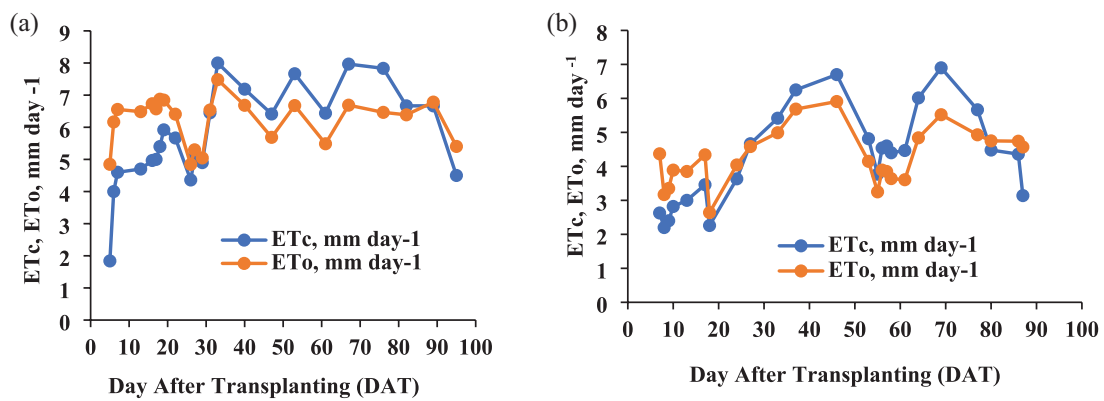 (a)
ETc, ETo, mm day -1
9
8
7
6
5
4
3
2
1
0
ETc, mm day-1
ETo, mm day-1
0 10 20 30 40 50 60 70 80 90 100
Day After Transplanting (DAT)
(b)
ETc, ETo, mm day -1
8
7
6
5
4
3
2
1
0
ETc, mm day-1
ETo, mm day-1
0 10 20 30 40 50 60 70 80 90 100
Day After Transplanting (DAT)